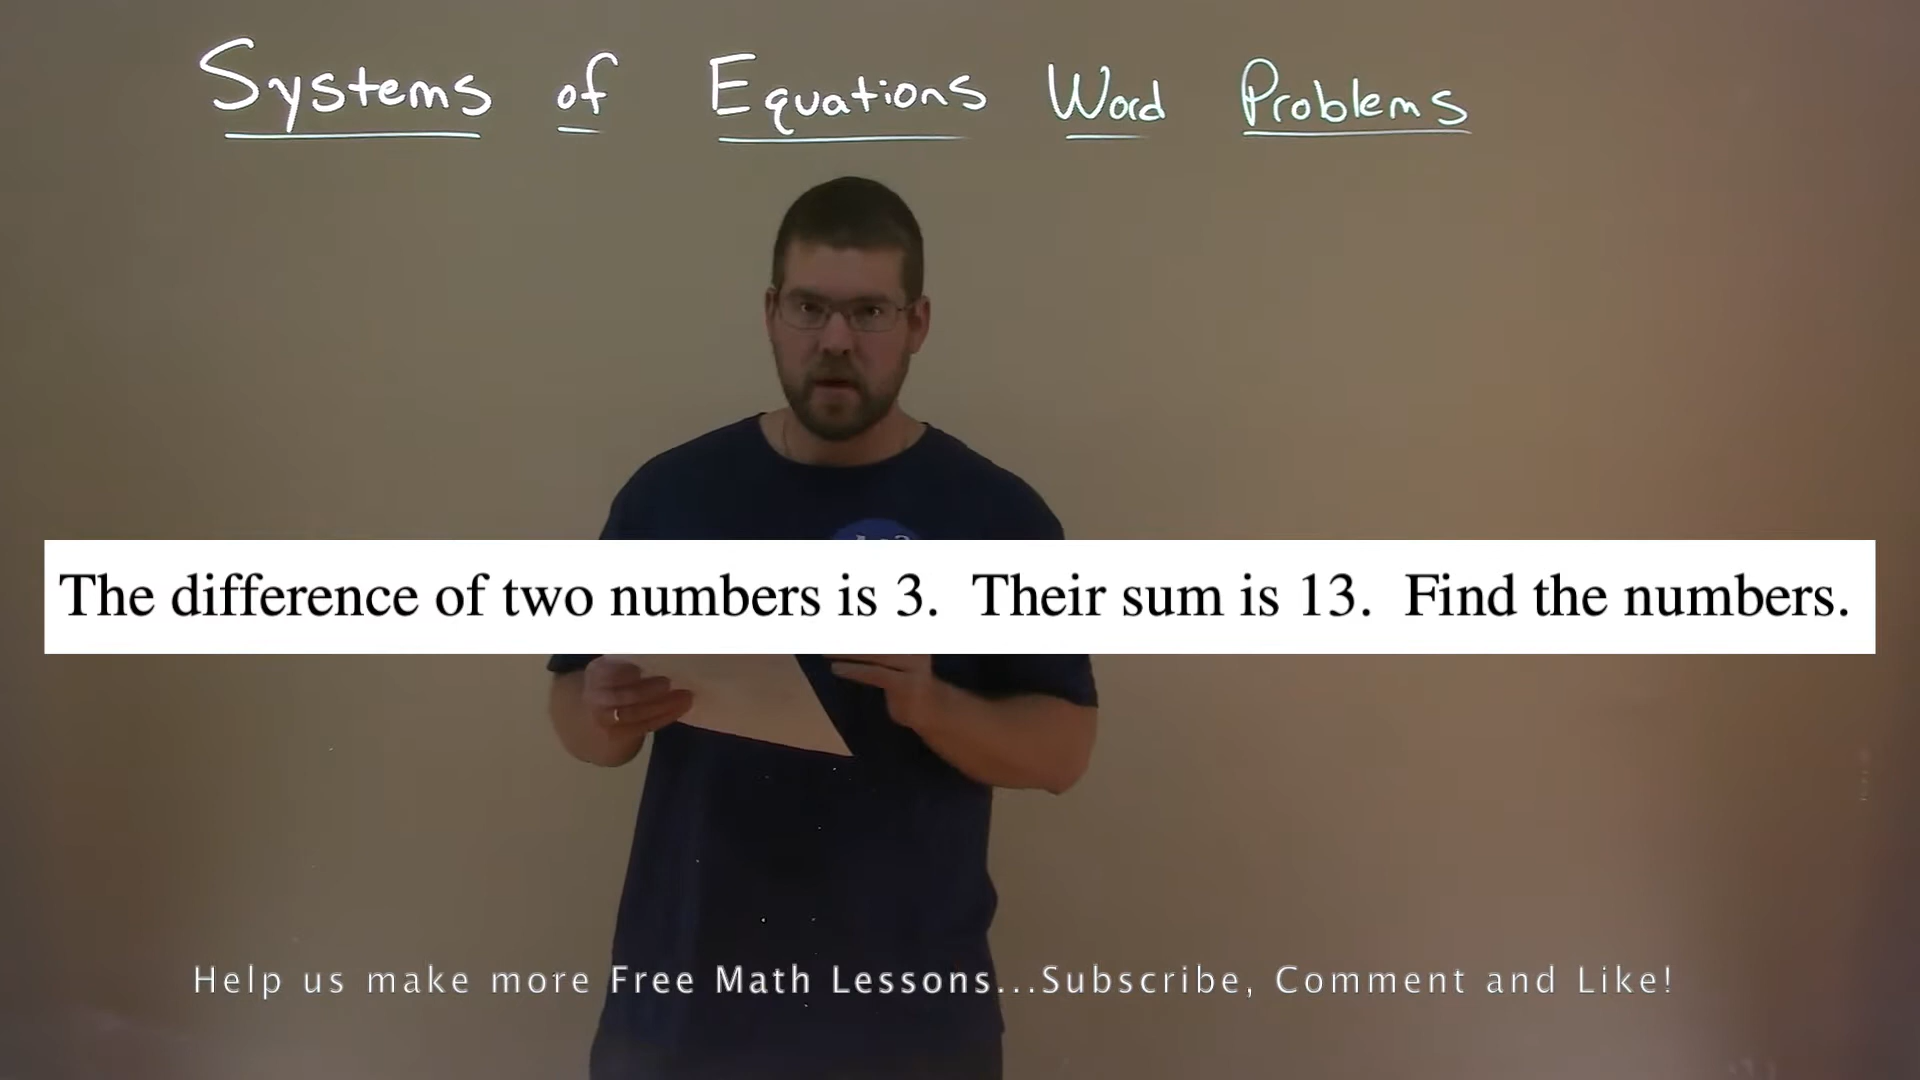 Systems of Equations Word Problems
The difference of two numbers is 3. Their sum is 13. Find the numbers.
Help us make more Free Math Lessons...Subscribe, Comment and Like!